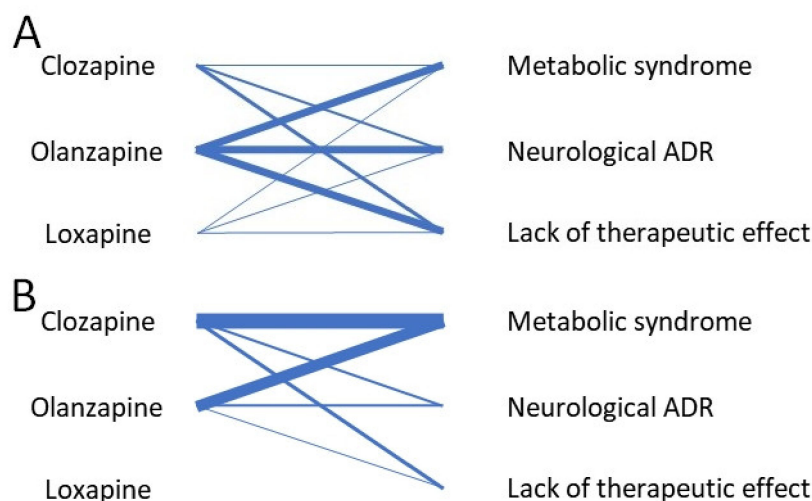 A
Clozapine Metabolic syndrome
Olanzapine Neurological ADR
Loxapine Lack of therapeutic effect
B
Clozapine Metabolic syndrome
Olanzapine Neurological ADR
Loxapine Lack of therapeutic effect